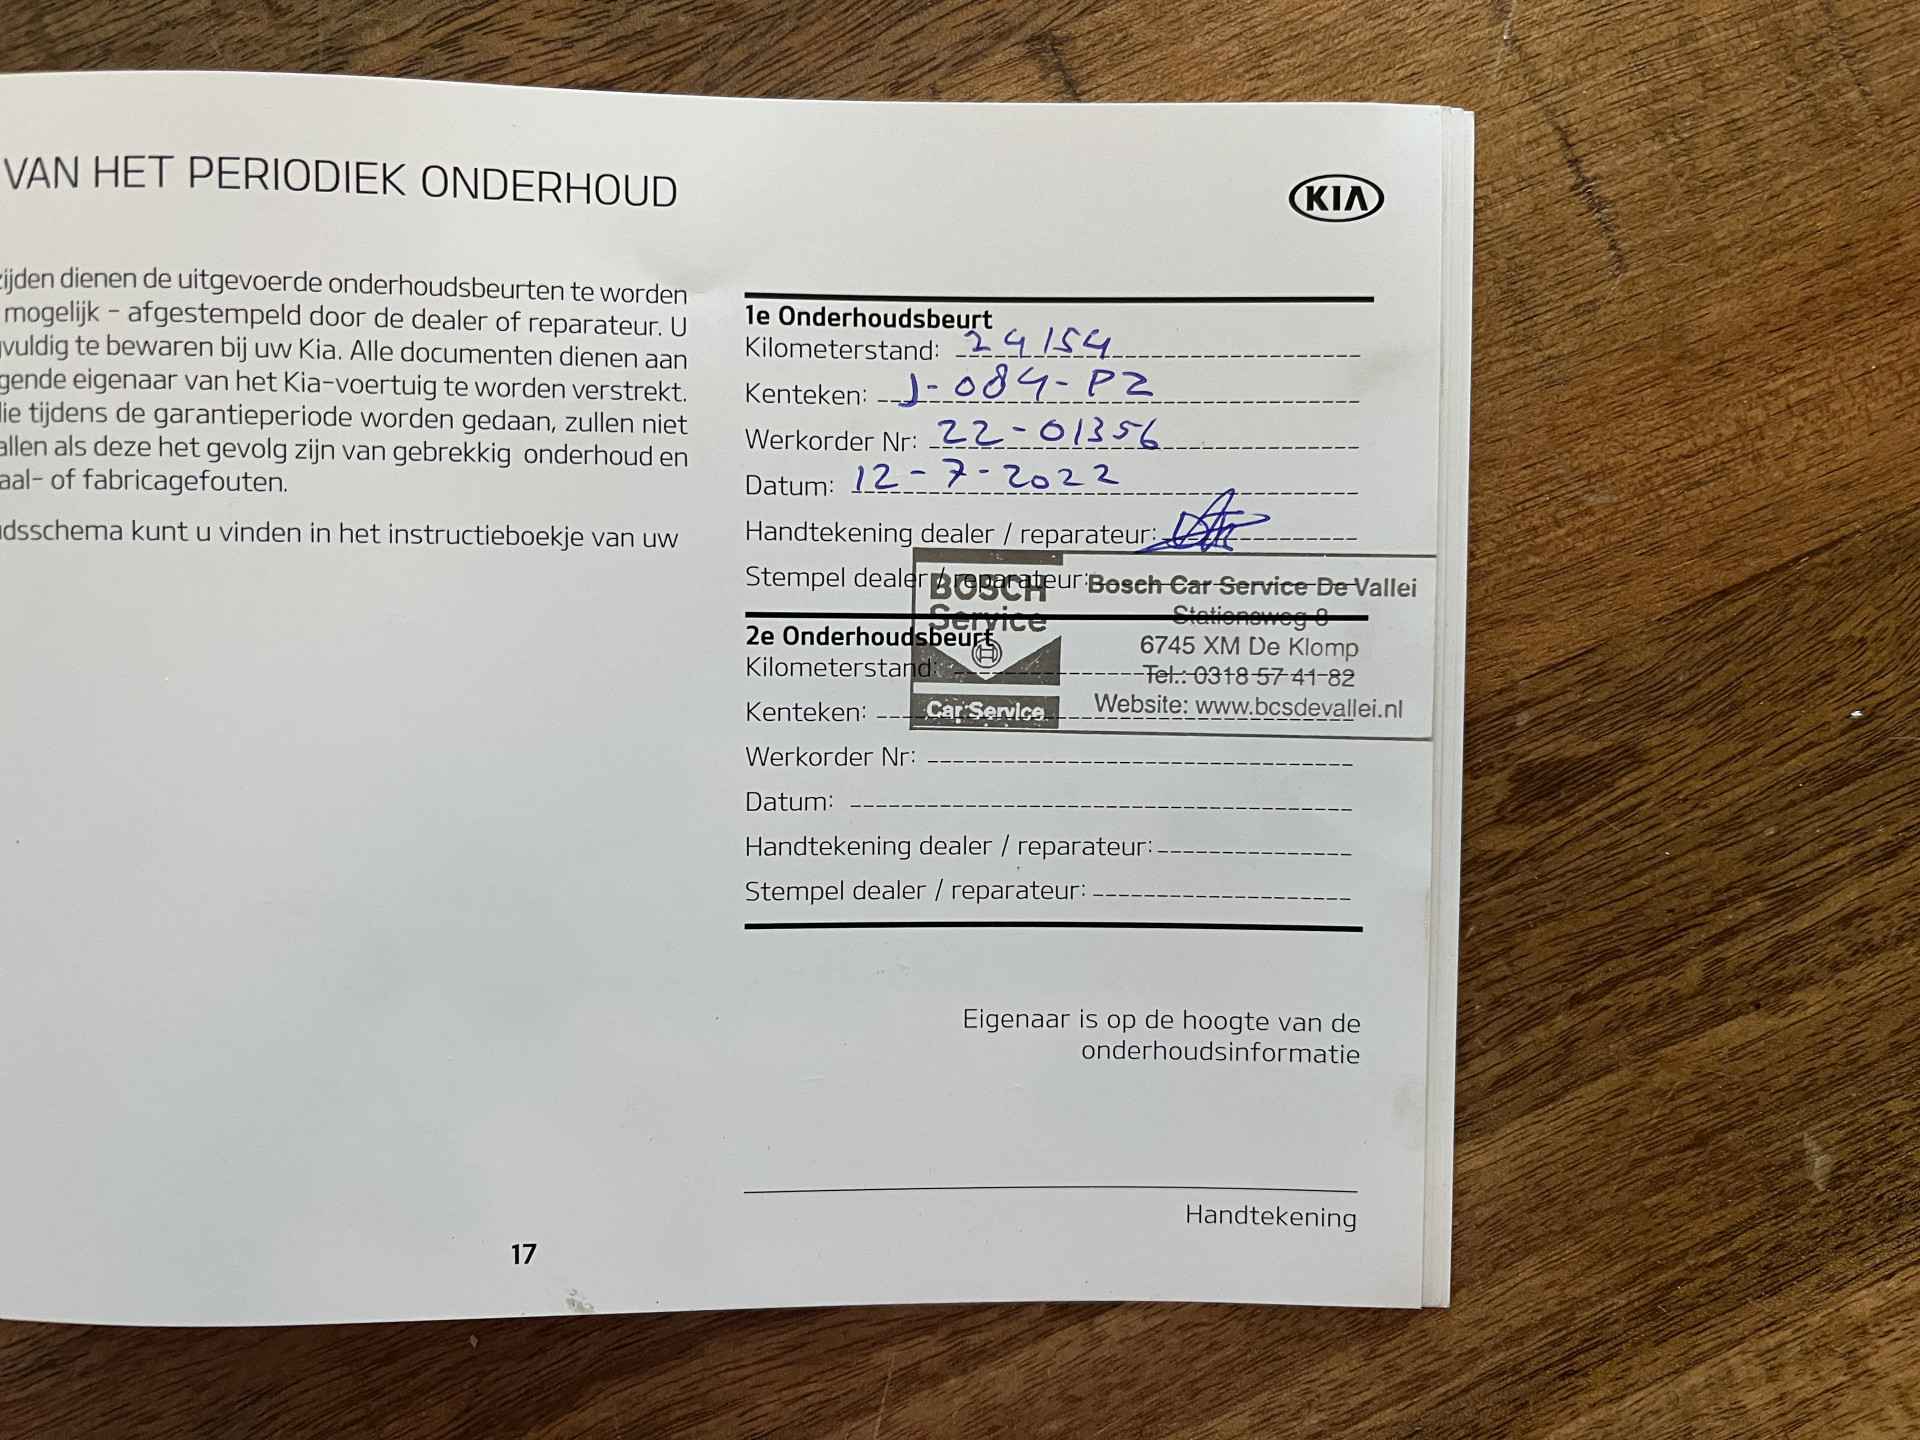 VAN HET PERIODIEK ONDERHOUD
KIA
ijden dienen de uitgevoerde onderhoudsbeurten te worden
mogelijk - afgestempeld door de dealer of reparateur. U
vuldig te bewaren bij uw Kia. Alle documenten dienen aan
gende eigenaar van het Kia-voertuig te worden verstrekt.
lie tijdens de garantieperiode worden gedaan, zullen niet
allen als deze het gevolg zijn van gebrekkig onderhoud en
aal- of fabricagefouten.
dsschema kunt u vinden in het instructieboekje van uw
1e Onderhoudsbeurt
Kilometerstand: 24154
Kenteken: J-084-PZ
Werkorder Nr: 22-01356
Datum: 12-7-2022
Handtekening dealer / reparateur:
Stempel dealer / reparateur:
BOSCH
Service
Car Service
Bosch Car Service De Vallei
Stationsweg 8
6745 XM De Klomp
Tel.: 0318 57 41 82
Website: www.bcsdevallei.nl
2e Onderhoudsbeurt
Kilometerstand:
Kenteken:
Werkorder Nr:
Datum:
Handtekening dealer / reparateur:
Stempel dealer / reparateur:
Eigenaar is op de hoogte van de
onderhoudsinformatie
Handtekening
17